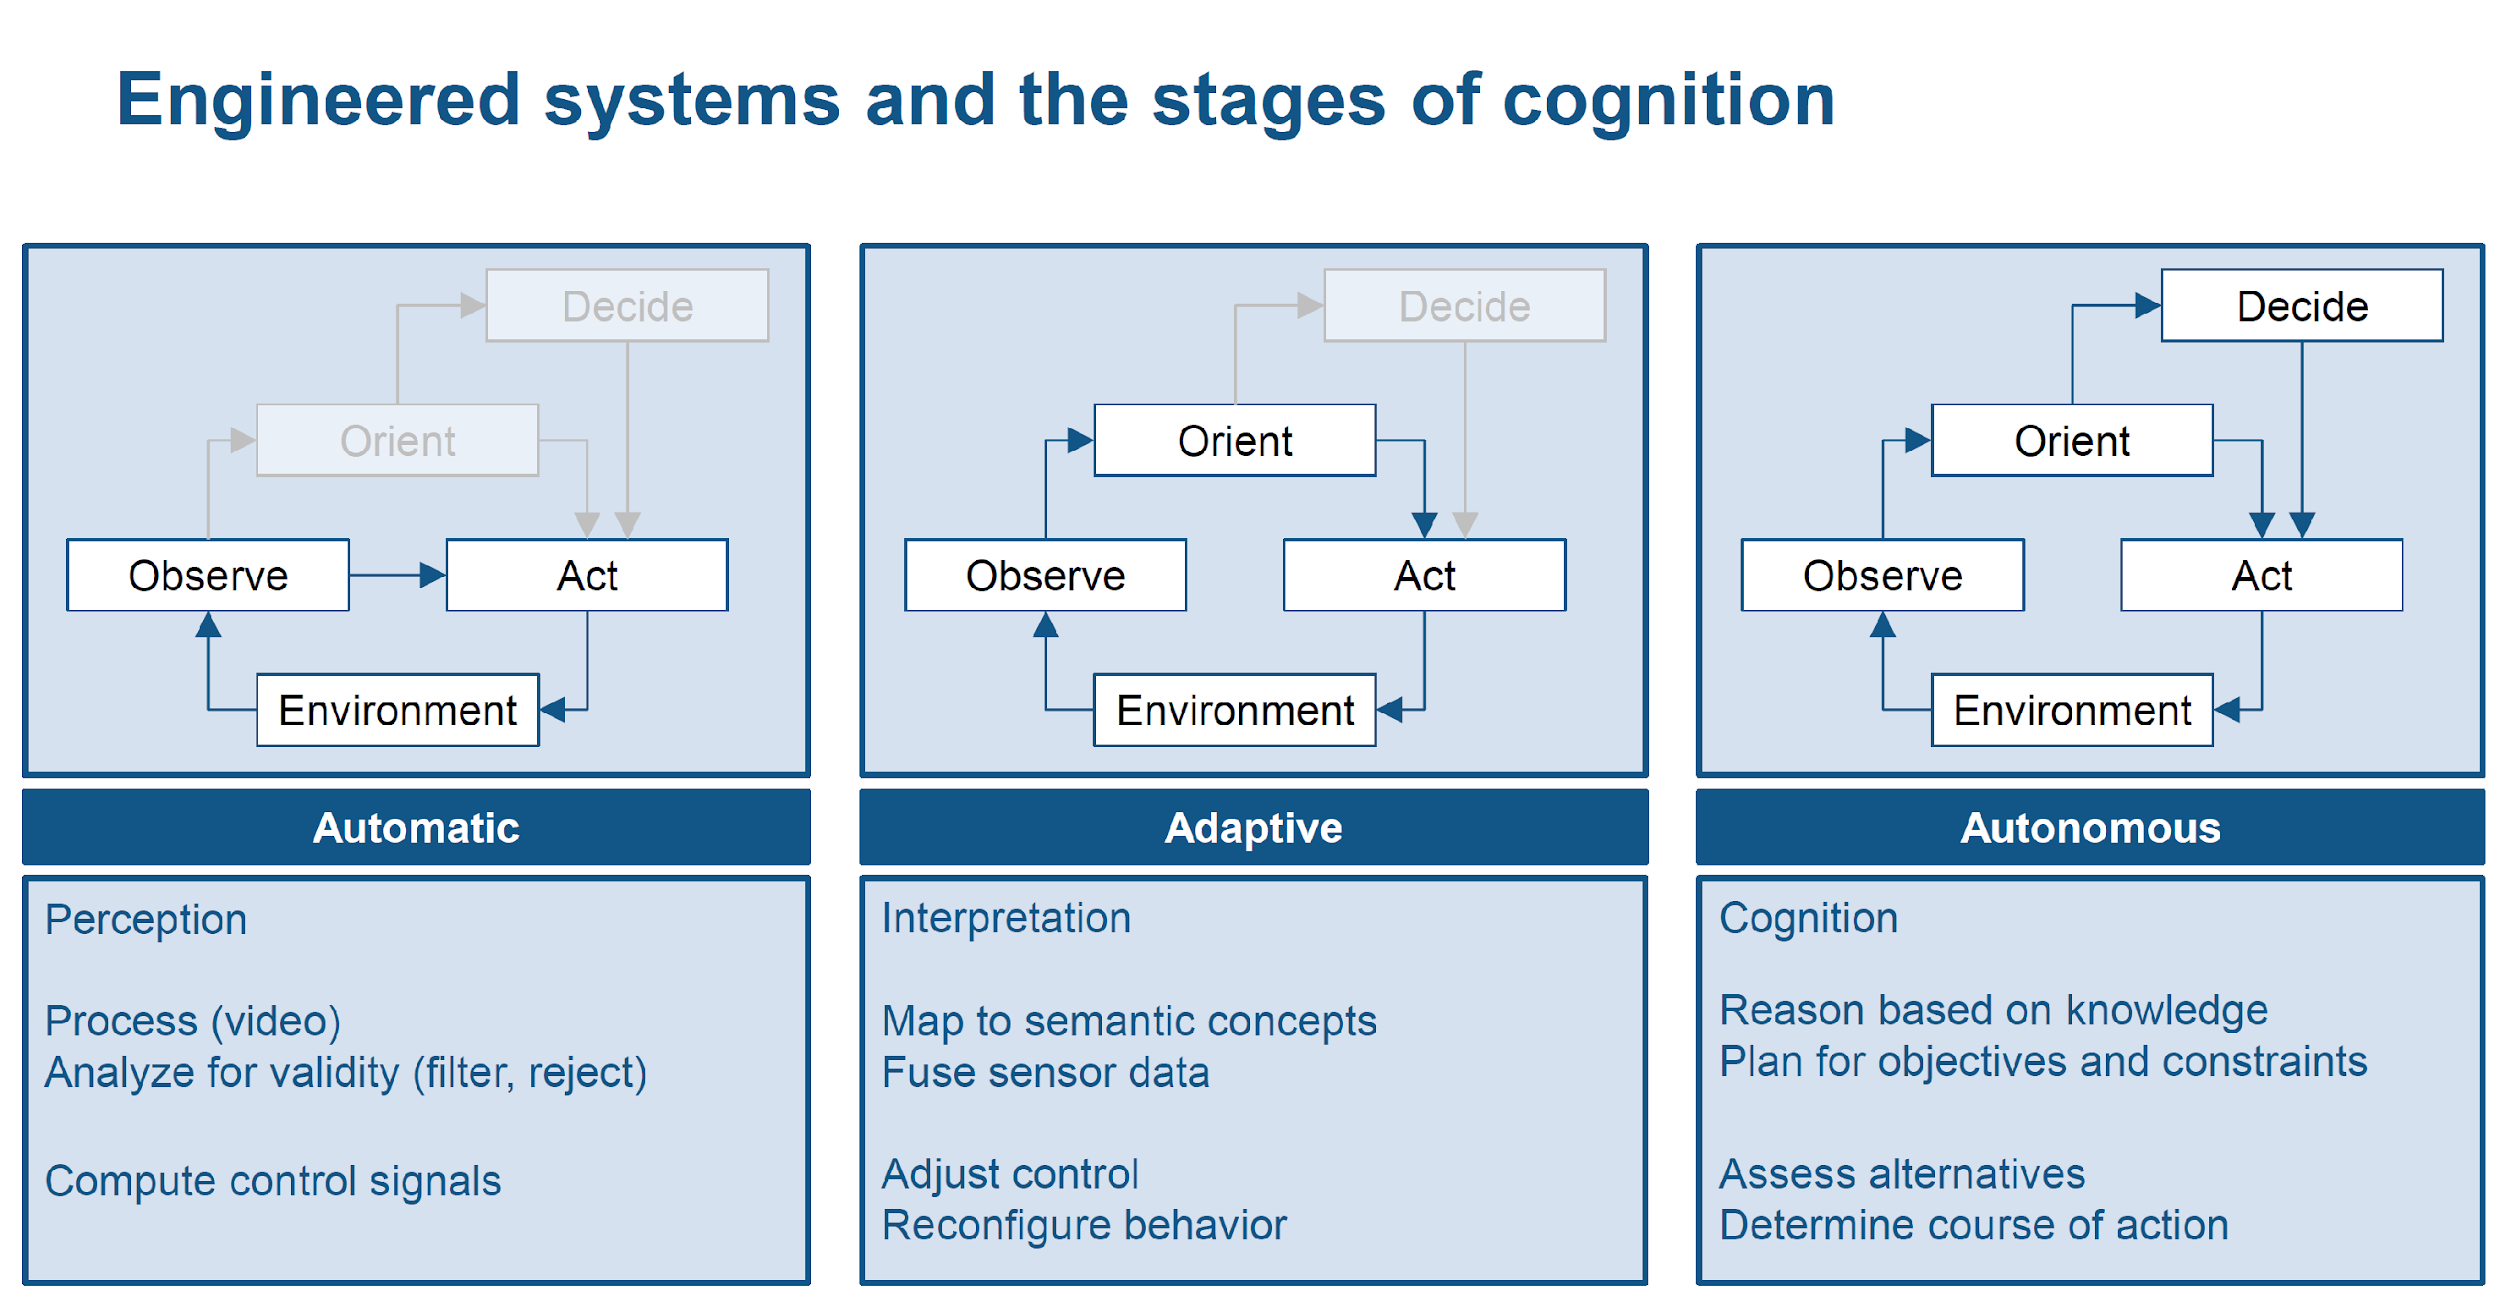 Engineered systems and the stages of cognition
Decide
Orient
Observe
Act
Environment
Decide
Orient
Observe
Act
Environment
Decide
Orient
Observe
Act
Environment
Automatic
Adaptive
Autonomous
Perception
Process (video)
Analyze for validity (filter, reject)
Compute control signals
Interpretation
Map to semantic concepts
Fuse sensor data
Adjust control
Reconfigure behavior
Cognition
Reason based on knowledge
Plan for objectives and constraints
Assess alternatives
Determine course of action